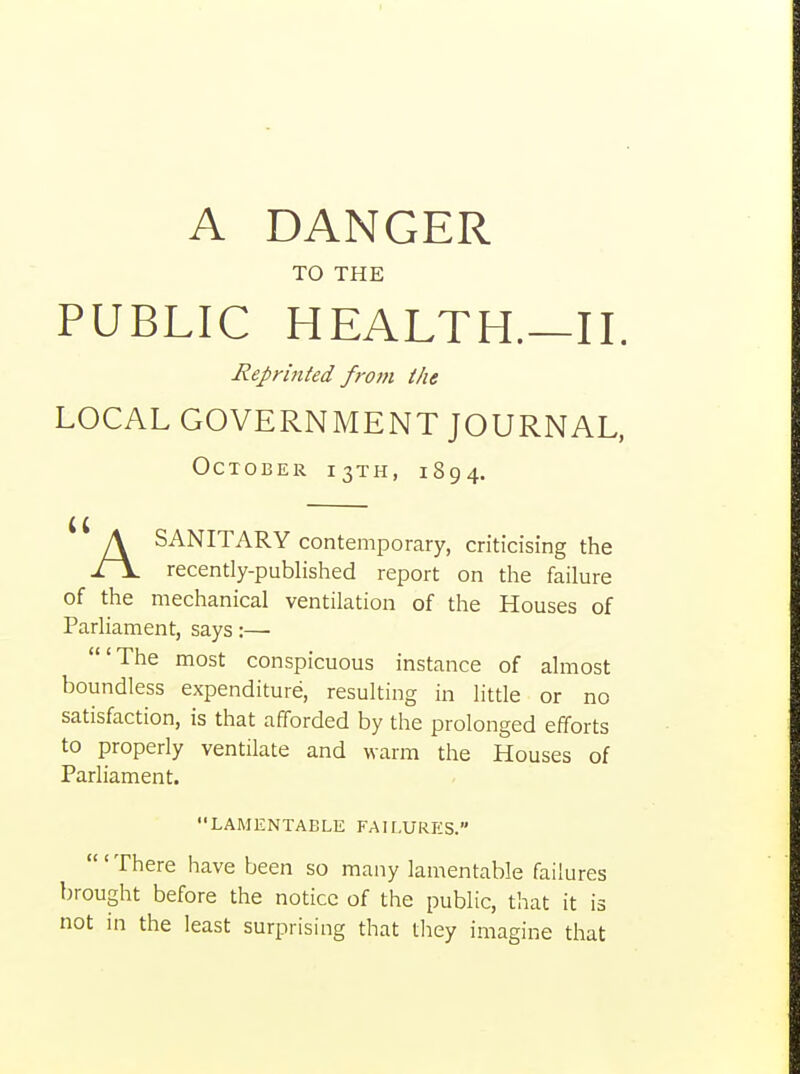 A DANGER
TO THE
PUBLIC HEALTH.—II.
Reprinted from the
LOCAL GOVERNMENT JOURNAL,
OCTOBER 13TH, 1894.
“A SANITARY contemporary, criticising the
recently-published report on the failure
of the mechanical ventilation of the Houses of
Parliament, says:—
“‘The most conspicuous instance of almost
boundless expenditure, resulting in little or no
satisfaction, is that afforded by the prolonged efforts
to properly ventilate and warm the Houses of
Parliament.
“LAMENTABLE FAILURES.”
“‘There have been so many lamentable failures
brought before the notice of the public, that it is
not in the least surprising that they imagine that